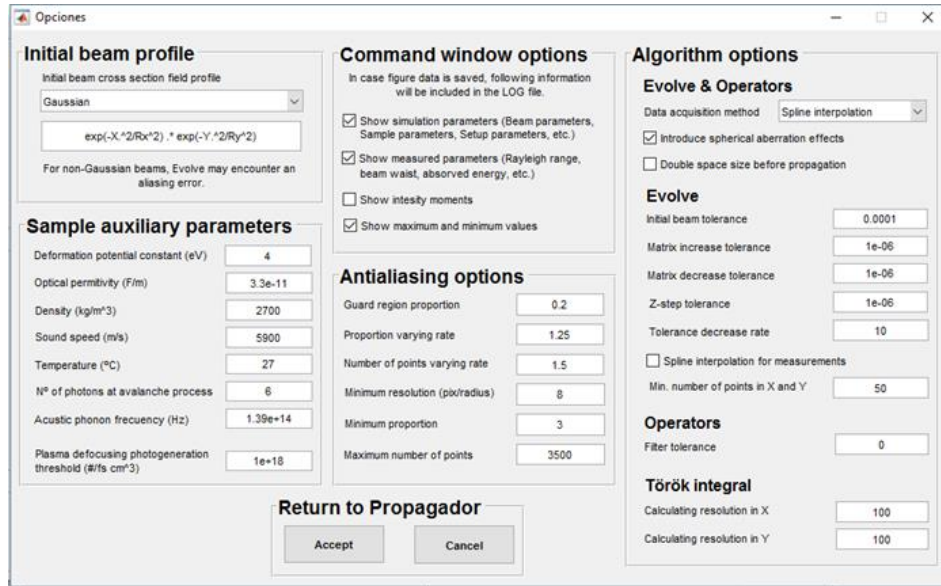 Opciones
Initial beam profile
Initial beam cross section field profile
Gaussian
exp(-X.^2/Rx^2) .* exp(-Y.^2/Ry^2)
For non-Gaussian beams, Evolve may encounter an
aliasing error.
Sample auxiliary parameters
Deformation potential constant (eV) 4
Optical permitivity (F/m) 3.3e-11
Density (kg/m^3) 2700
Sound speed (m/s) 5900
Temperature (ºC) 27
Nº of photons at avalanche process 6
Acustic phonon frecuency (Hz) 1.39e+14
Plasma defocusing photogeneration
threshold (#/fs cm^3) 1e+18
Command window options
In case figure data is saved, following information
will be included in the LOG file.
Show simulation parameters (Beam parameters,
Sample parameters, Setup parameters, etc.)
Show measured parameters (Rayleigh range,
beam waist, absorved energy, etc.)
Show intesity moments
Show maximum and minimum values
Antialiasing options
Guard region proportion 0.2
Proportion varying rate 1.25
Number of points varying rate 1.5
Minimum resolution (pix/radius) 8
Minimum proportion 3
Maximum number of points 3500
Return to Propagador
Accept Cancel
Algorithm options
Evolve & Operators
Data acquisition method Spline interpolation
Introduce spherical aberration effects
Double space size before propagation
Evolve
Initial beam tolerance 0.0001
Matrix increase tolerance 1e-06
Matrix decrease tolerance 1e-06
Z-step tolerance 1e-06
Tolerance decrease rate 10
Spline interpolation for measurements
Min. number of points in X and Y 50
Operators
Filter tolerance 0
Török integral
Calculating resolution in X 100
Calculating resolution in Y 100